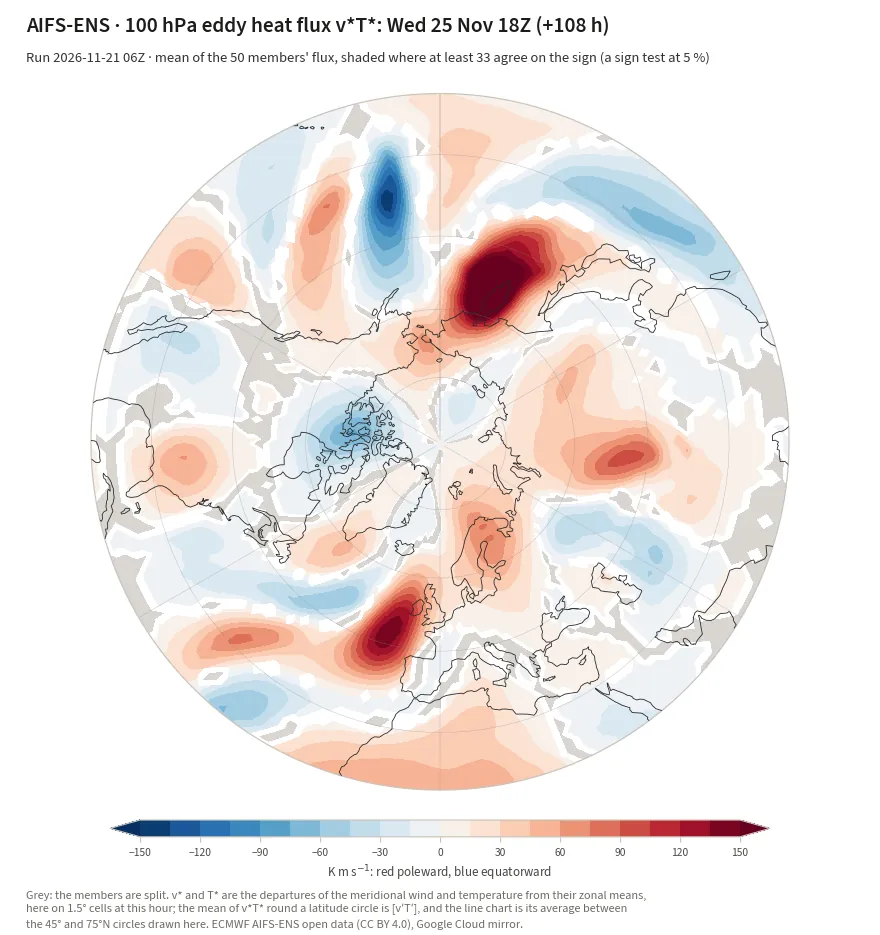 AIFS-ENS · 100 hPa eddy heat flux v*T*: Wed 25 Nov 18Z (+108 h)
Run 2026-11-21 06Z · mean of the 50 members' flux, shaded where at least 33 agree on the sign (a sign test at 5 %)
−150 −120 −90 −60 −30 0 30 60 90 120 150
K m s⁻¹: red poleward, blue equatorward
Grey: the members are split. v* and T* are the departures of the meridional wind and temperature from their zonal means,
here on 1.5° cells at this hour; the mean of v*T* round a latitude circle is [v'T'], and the line chart is its average between
the 45° and 75°N circles drawn here. ECMWF AIFS-ENS open data (CC BY 4.0), Google Cloud mirror.